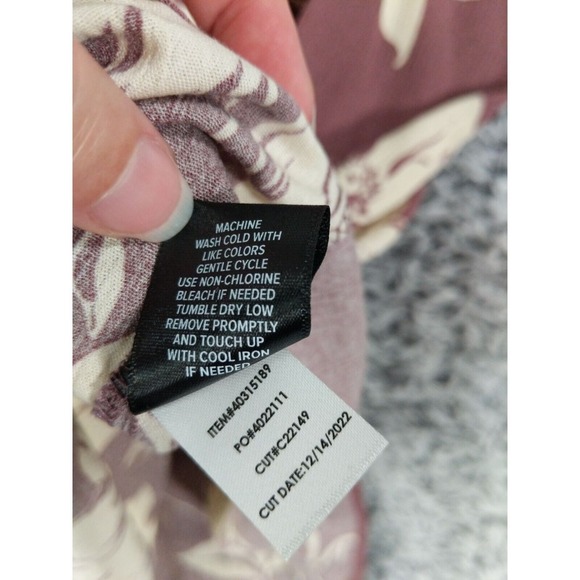 MACHINE
WASH COLD WITH
LIKE COLORS
GENTLE CYCLE
USE NON-CHLORINE
BLEACH IF NEEDED
TUMBLE DRY LOW
REMOVE PROMPTLY
AND TOUCH UP
WITH COOL IRON
IF NEEDED
ITEM#40315189
PO#4022111
CUT#C22149
CUT DATE:12/14/2022